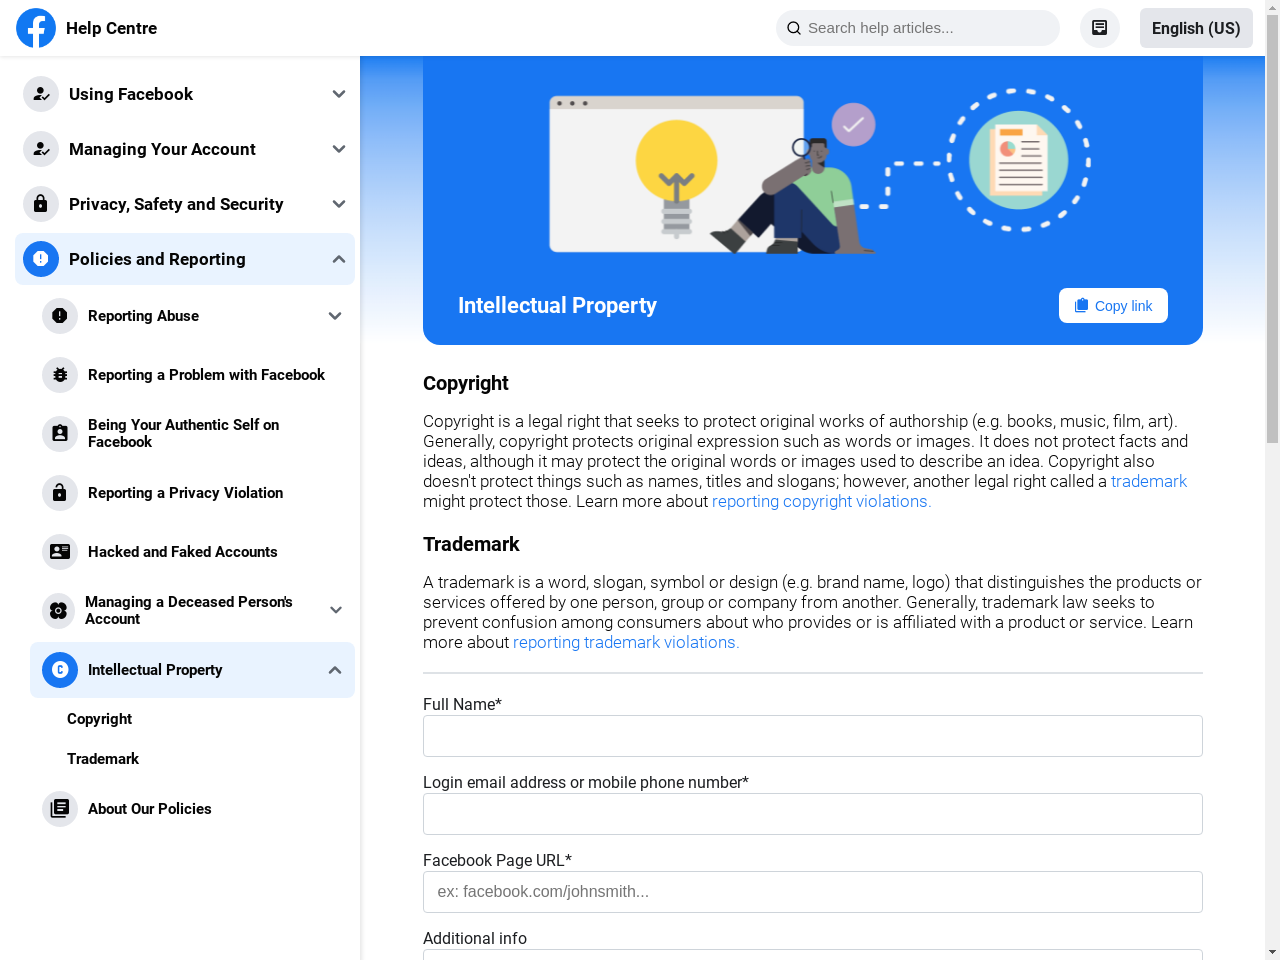 Help Centre
Search help articles...
English (US)
Using Facebook
Managing Your Account
Privacy, Safety and Security
Policies and Reporting
Reporting Abuse
Reporting a Problem with Facebook
Being Your Authentic Self on
Facebook
Reporting a Privacy Violation
Hacked and Faked Accounts
Managing a Deceased Person's
Account
Intellectual Property
Copyright
Trademark
About Our Policies
Intellectual Property
Copy link
Copyright
Copyright is a legal right that seeks to protect original works of authorship (e.g. books, music, film, art).
Generally, copyright protects original expression such as words or images. It does not protect facts and
ideas, although it may protect the original words or images used to describe an idea. Copyright also
doesn't protect things such as names, titles and slogans; however, another legal right called a trademark
might protect those. Learn more about reporting copyright violations.
Trademark
A trademark is a word, slogan, symbol or design (e.g. brand name, logo) that distinguishes the products or
services offered by one person, group or company from another. Generally, trademark law seeks to
prevent confusion among consumers about who provides or is affiliated with a product or service. Learn
more about reporting trademark violations.
Full Name*
Login email address or mobile phone number*
Facebook Page URL*
ex: facebook.com/johnsmith...
Additional info